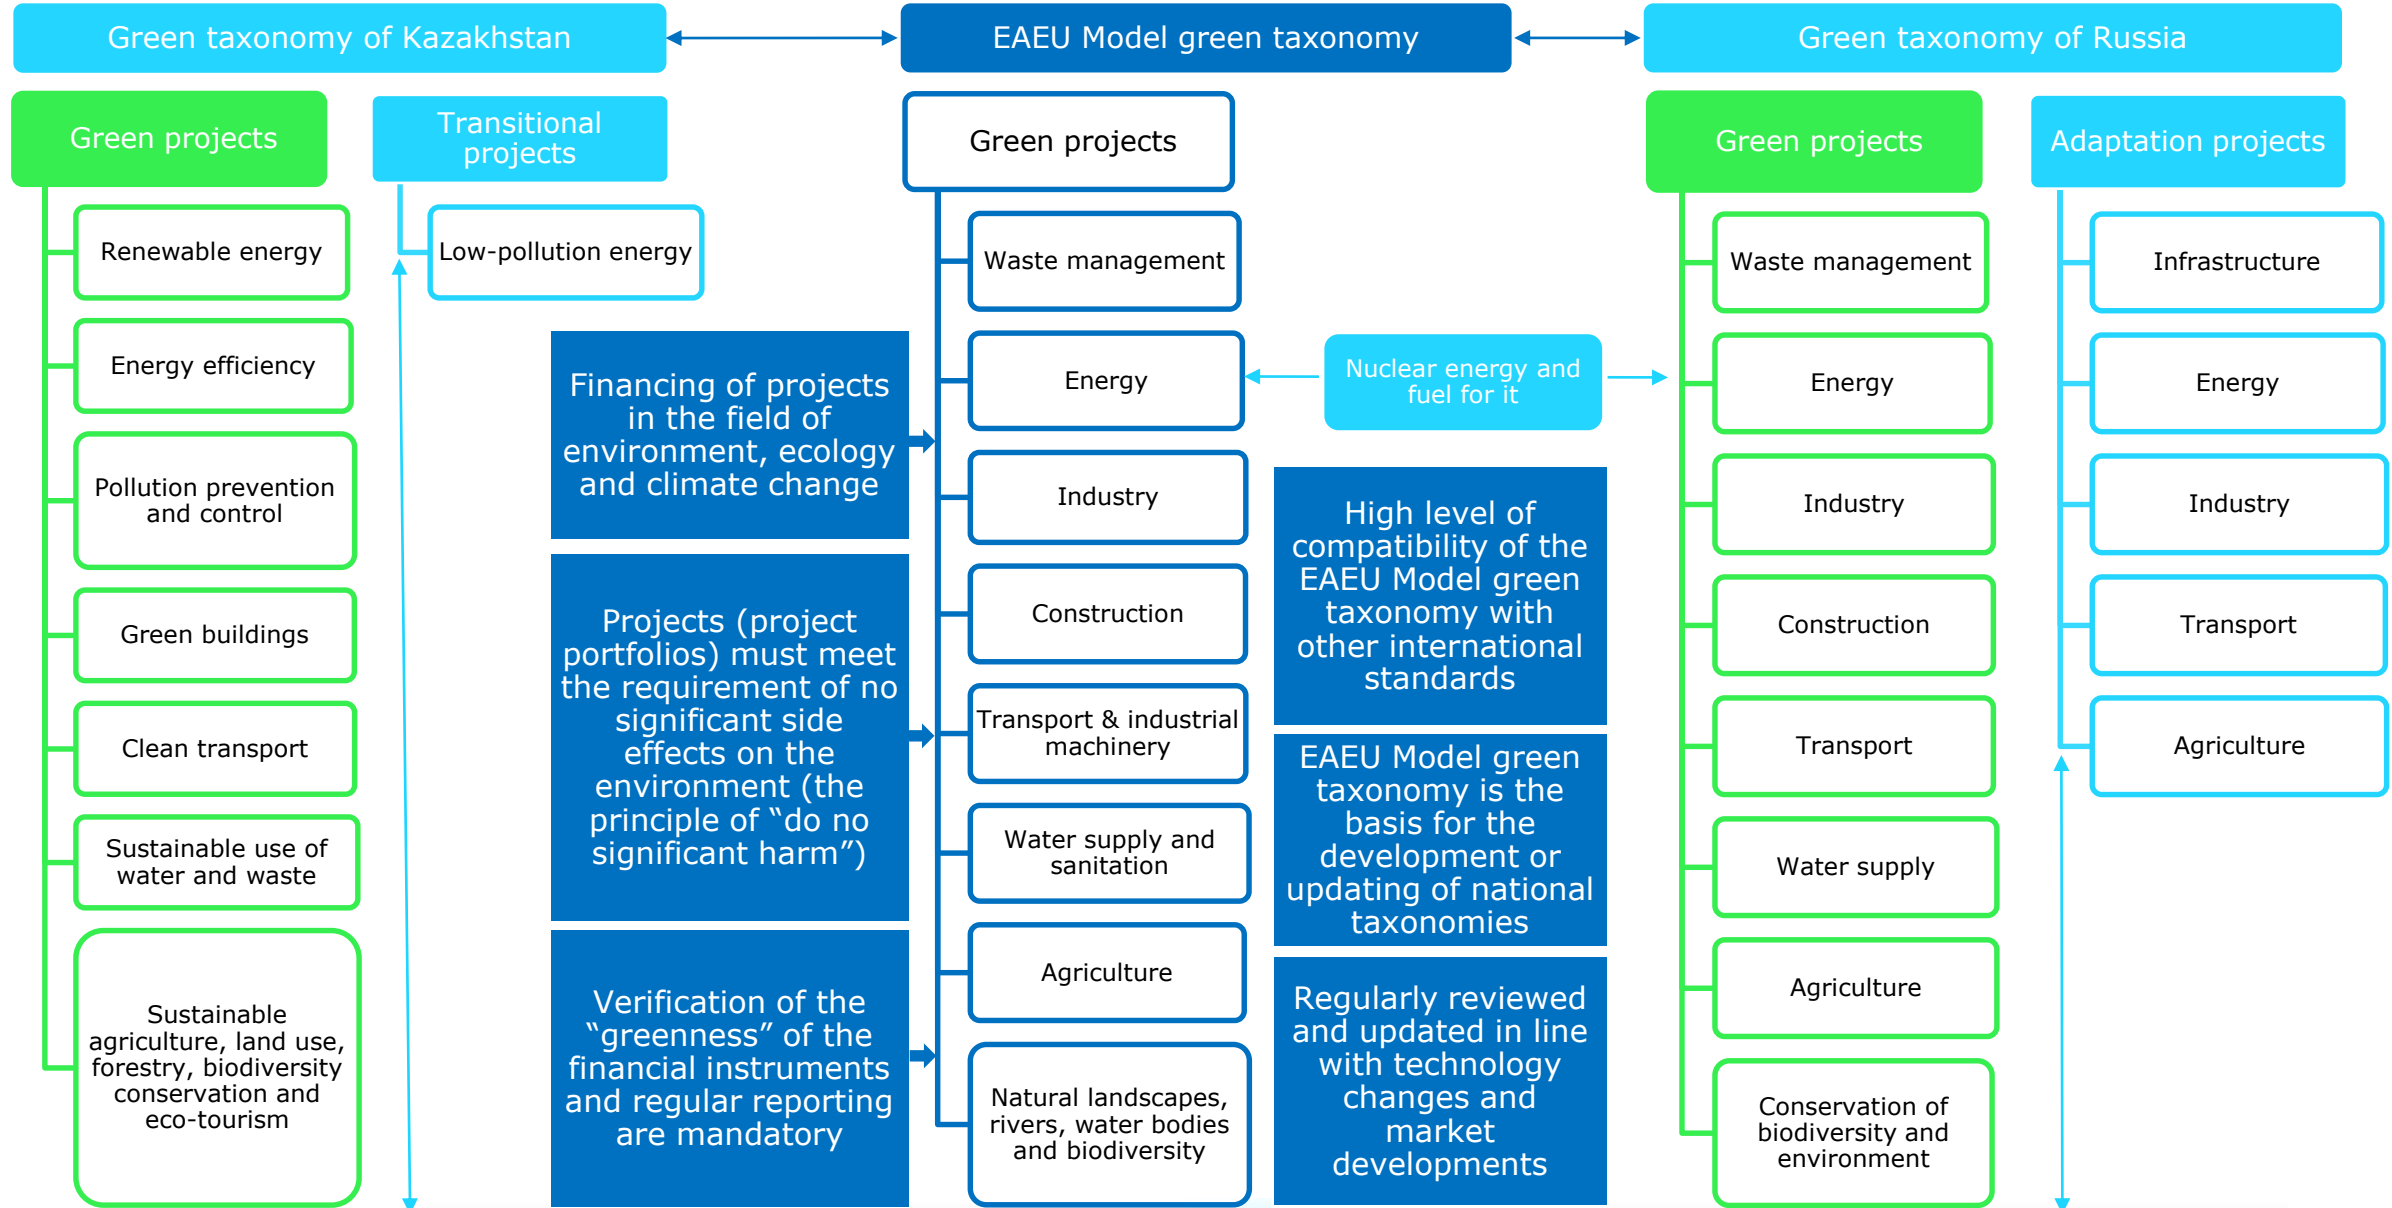 Green taxonomy of Kazakhstan
EAEU Model green taxonomy
Green taxonomy of Russia
Green projects
Transitional
projects
Green projects
Green projects
Adaptation projects
Renewable energy
Energy efficiency
Pollution prevention
and control
Green buildings
Clean transport
Sustainable use of
water and waste
Sustainable
agriculture, land use,
forestry, biodiversity
conservation and
eco-tourism
Low-pollution energy
Financing of projects
in the field of
environment, ecology
and climate change
Projects (project
portfolios) must meet
the requirement of no
significant side
effects on the
environment (the
principle of “do no
significant harm”)
Verification of the
“greenness” of the
financial instruments
and regular reporting
are mandatory
Waste management
Energy
Industry
Construction
Transport & industrial
machinery
Water supply and
sanitation
Agriculture
Natural landscapes,
rivers, water bodies
and biodiversity
Nuclear energy and
fuel for it
High level of
compatibility of the
EAEU Model green
taxonomy with
other international
standards
EAEU Model green
taxonomy is the
basis for the
development or
updating of national
taxonomies
Regularly reviewed
and updated in line
with technology
changes and
market
developments
Waste management
Energy
Industry
Construction
Transport
Water supply
Agriculture
Conservation of
biodiversity and
environment
Infrastructure
Energy
Industry
Transport
Agriculture